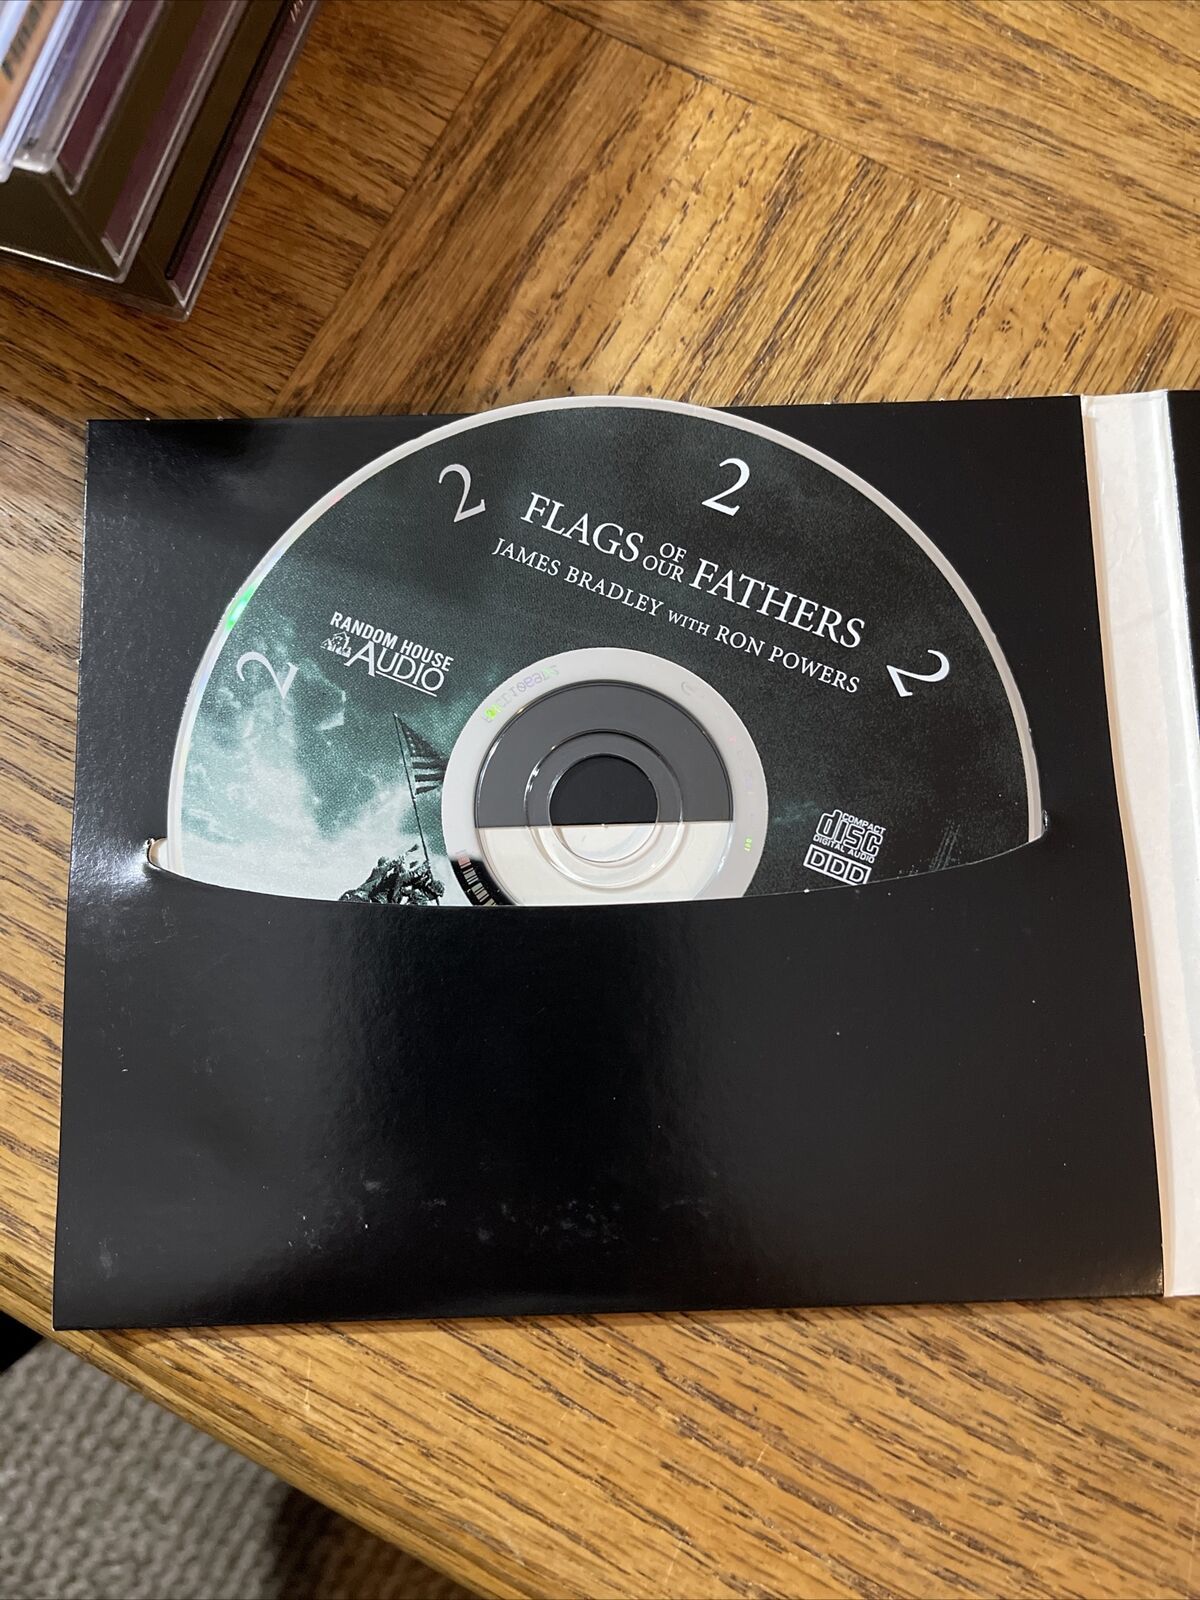 2
2
2
2
FLAGS OF OUR FATHERS
JAMES BRADLEY WITH RON POWERS
RANDOM HOUSE
AUDIO
COMPACT
disc
DIGITAL AUDIO
DDD